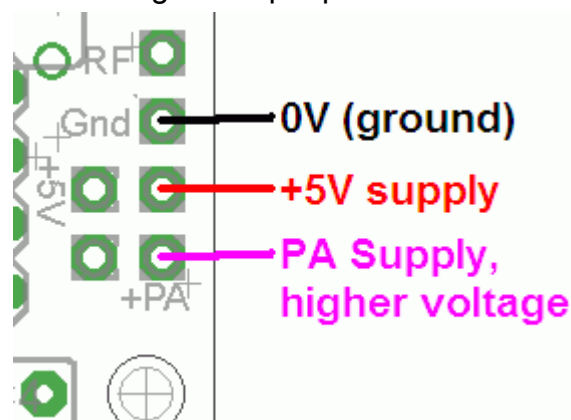 RF
Gnd
0V (ground)
+5V
+5V supply
PA Supply,
higher voltage
+PA